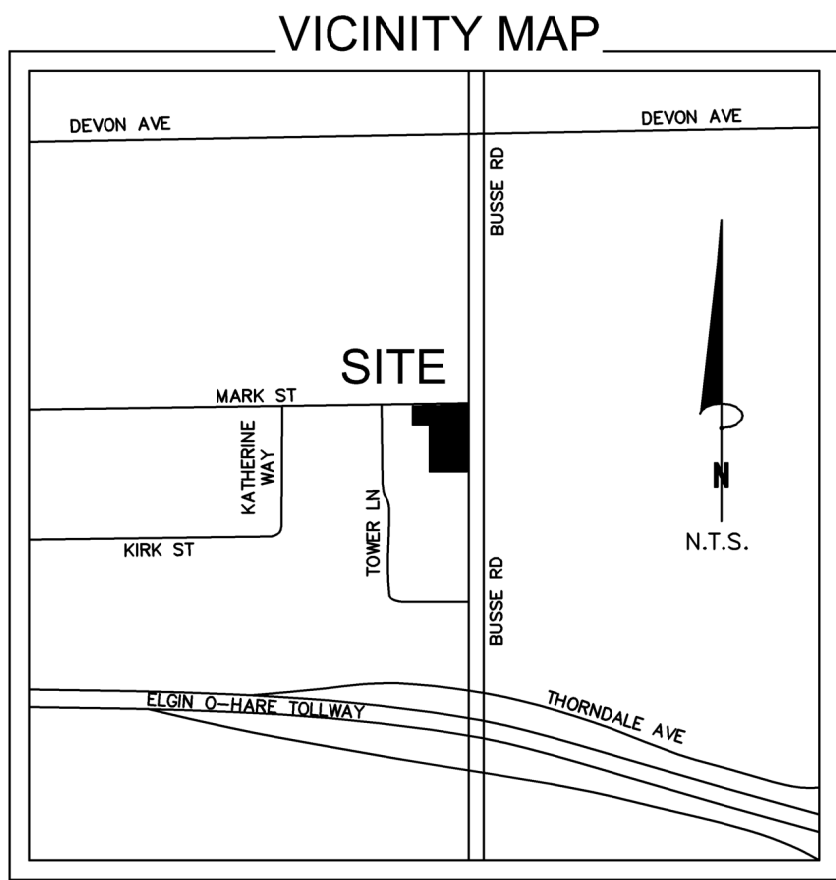 VICINITY MAP
DEVON AVE
DEVON AVE
BUSSE RD
SITE
MARK ST
KATHERINE
WAY
TOWER LN
KIRK ST
N
N.T.S.
BUSSE RD
ELGIN O-HARE TOLLWAY
THORNDALE AVE